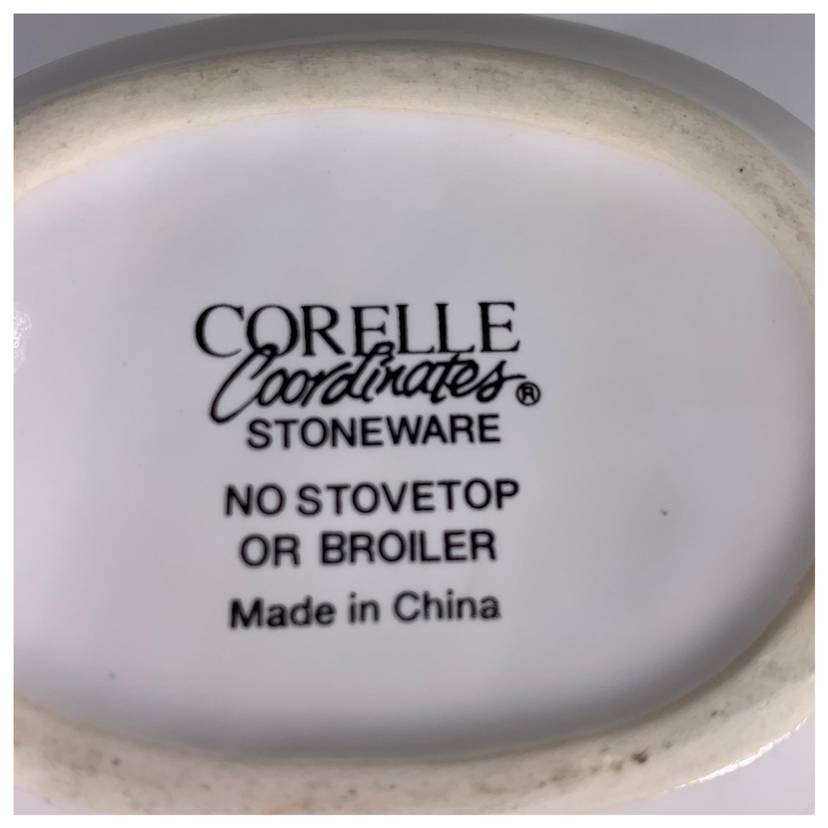 CORELLE
Coordinates®
STONEWARE
NO STOVETOP
OR BROILER
Made in China